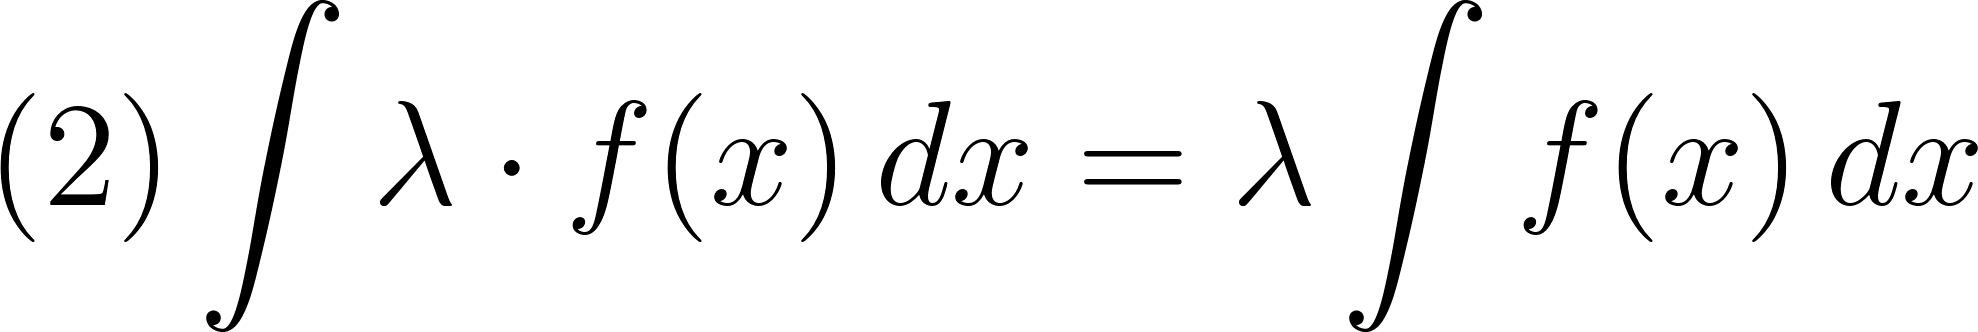 (2) ∫ λ · f(x) dx = λ ∫ f(x) dx